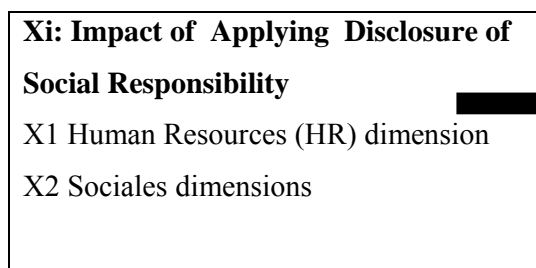 Xi: Impact of Applying Disclosure of
Social Responsibility
X1 Human Resources (HR) dimension
X2 Sociales dimensions